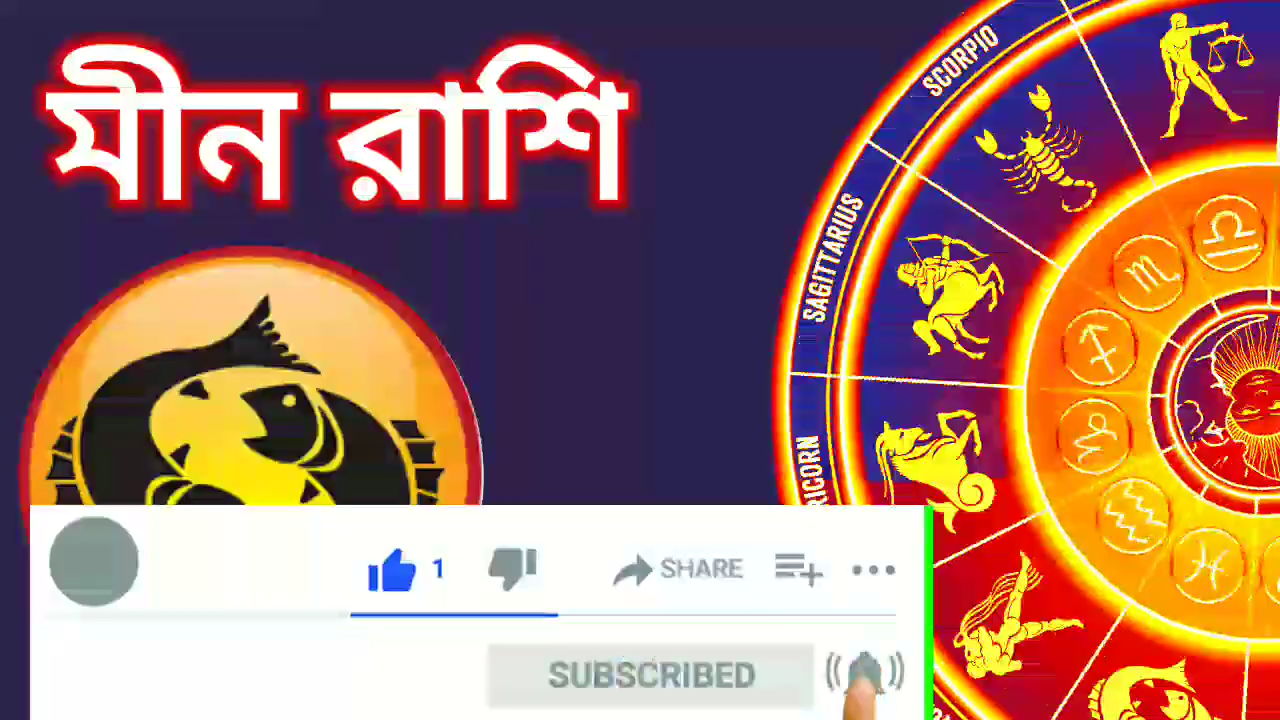 মীন রাশি
SCORPIO
SAGITTARIUS
RICORN
1
SHARE
SUBSCRIBED